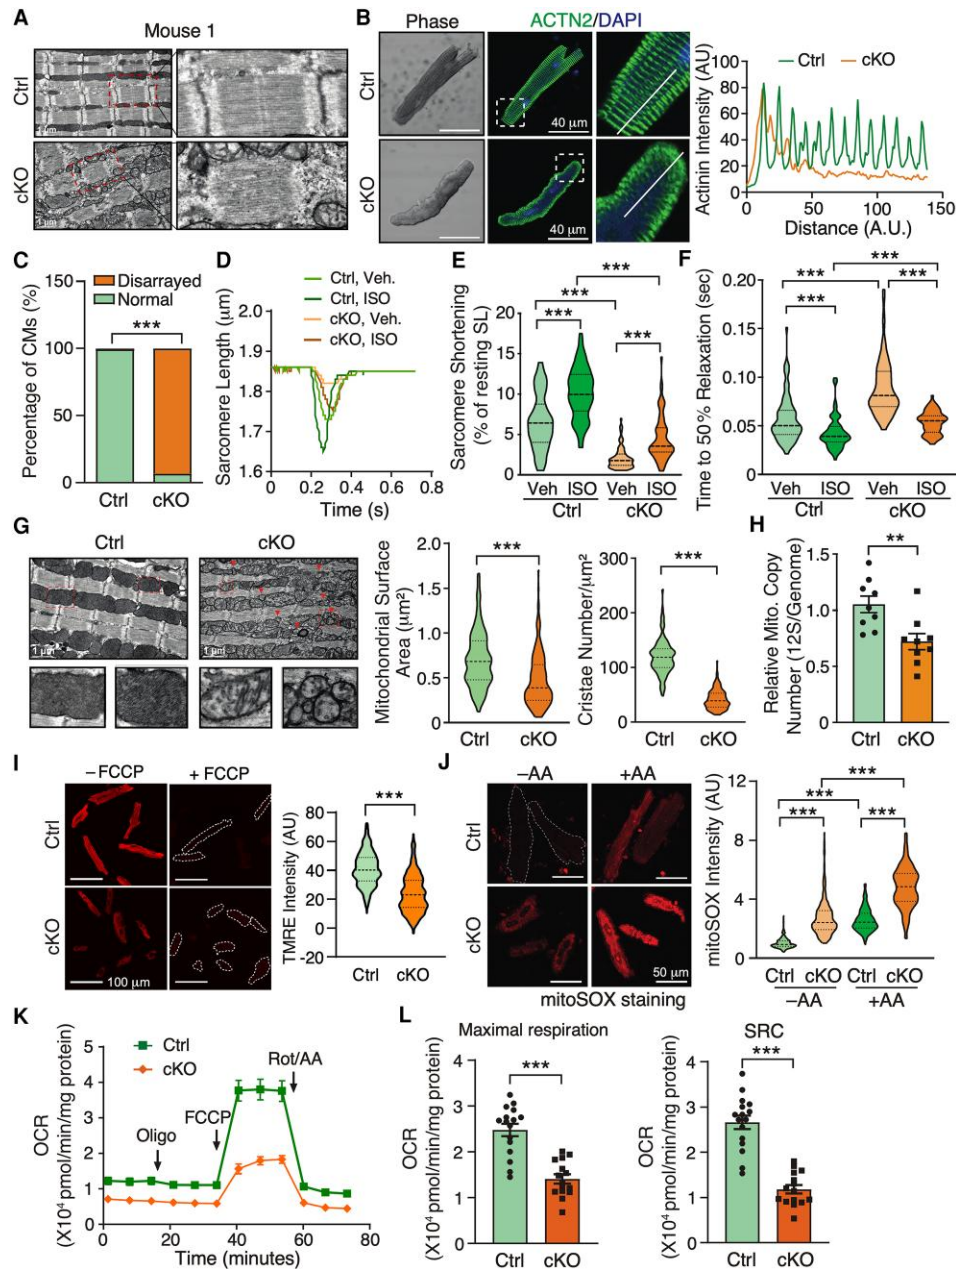 A
Mouse 1
Ctrl
1 μm
cKO
1 μm
B
Phase
ACTN2/DAPI
Ctrl
40 μm
cKO
40 μm
Actinin Intensity (AU)
Ctrl
cKO
100
80
60
40
20
0
0
50
100
150
Distance (A.U.)
C
Percentage of CMs (%)
150
100
50
0
Disarrayed
Normal
***
Ctrl
cKO
D
Ctrl, Veh.
Ctrl, ISO
cKO, Veh.
cKO, ISO
Sarcomere Length (μm)
2.0
1.9
1.8
1.7
1.6
0
0.2
0.4
0.6
0.8
Time (s)
E
Sarcomere Shortening
(% of resting SL)
20
15
10
5
0
***
***
***
***
Veh
ISO
Veh
ISO
Ctrl
cKO
F
Time to 50% Relaxation (sec)
0.20
0.15
0.10
0.05
0.00
***
***
***
***
Veh
ISO
Veh
ISO
Ctrl
cKO
G
Ctrl
cKO
1 μm
1 μm
Mitochondrial Surface
Area (μm²)
2.0
1.5
1.0
0.5
0
***
Ctrl
cKO
Cristae Number/μm²
300
200
100
0
***
Ctrl
cKO
H
Relative Mito. Copy
Number (12S/Genome)
1.5
1.0
0.5
0
**
Ctrl
cKO
I
–FCCP
+ FCCP
Ctrl
cKO
100 μm
TMRE Intensity (AU)
80
60
40
20
0
-20
***
Ctrl
cKO
J
–AA
+AA
Ctrl
cKO
50 μm
mitoSOX staining
mitoSOX Intensity (AU)
12
8
4
0
***
***
***
***
Ctrl
cKO
Ctrl
cKO
–AA
+AA
K
Ctrl
cKO
OCR
(X10⁴ pmol/min/mg protein)
5
4
3
2
1
0
Oligo
FCCP
Rot/AA
0
20
40
60
80
Time (minutes)
L
Maximal respiration
OCR
(X10⁴ pmol/min/mg protein)
4
3
2
1
0
***
Ctrl
cKO
SRC
OCR
(X10⁴ pmol/min/mg protein)
4
3
2
1
0
***
Ctrl
cKO